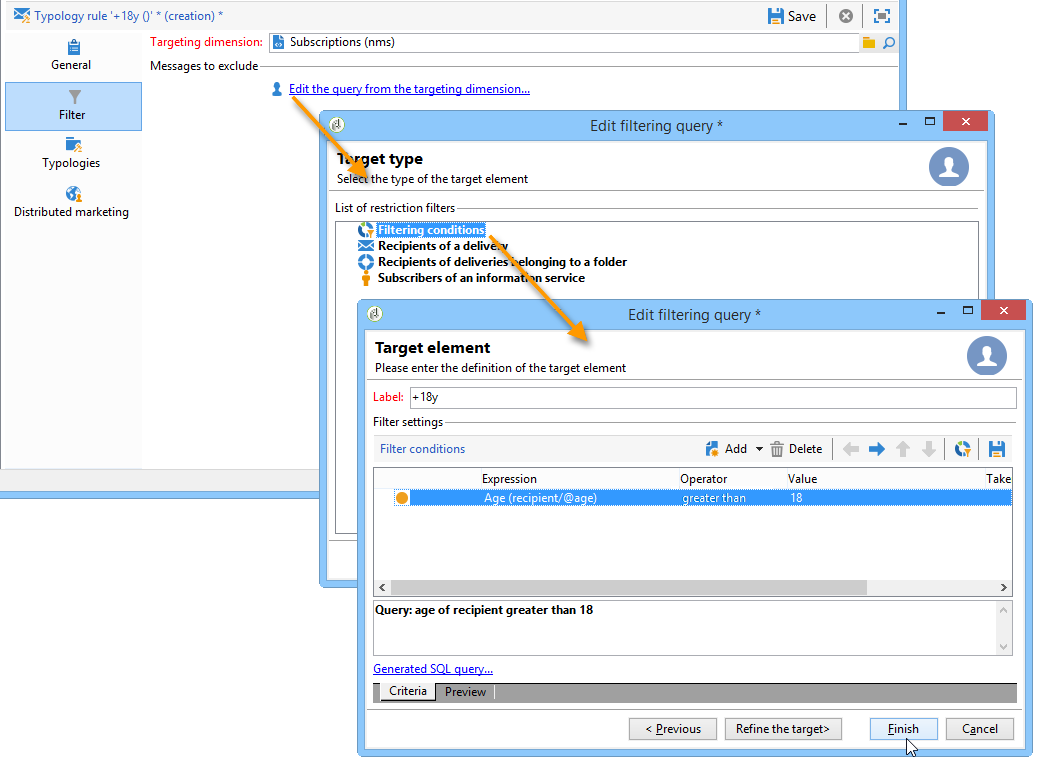 Typology rule '+18y ()' * (creation) *
Save
General
Filter
Typologies
Distributed marketing
Targeting dimension: Subscriptions (nms)
Messages to exclude
Edit the query from the targeting dimension...
Edit filtering query *
Target type
Select the type of the target element
List of restriction filters
Filtering conditions
Recipients of a delivery
Recipients of deliveries belonging to a folder
Subscribers of an information service
Edit filtering query *
Target element
Please enter the definition of the target element
Label: +18y
Filter settings
Filter conditions Add Delete
Expression Operator Value Take
Age (recipient/@age) greater than 18
Query: age of recipient greater than 18
Generated SQL query...
Criteria Preview
< Previous Refine the target> Finish Cancel